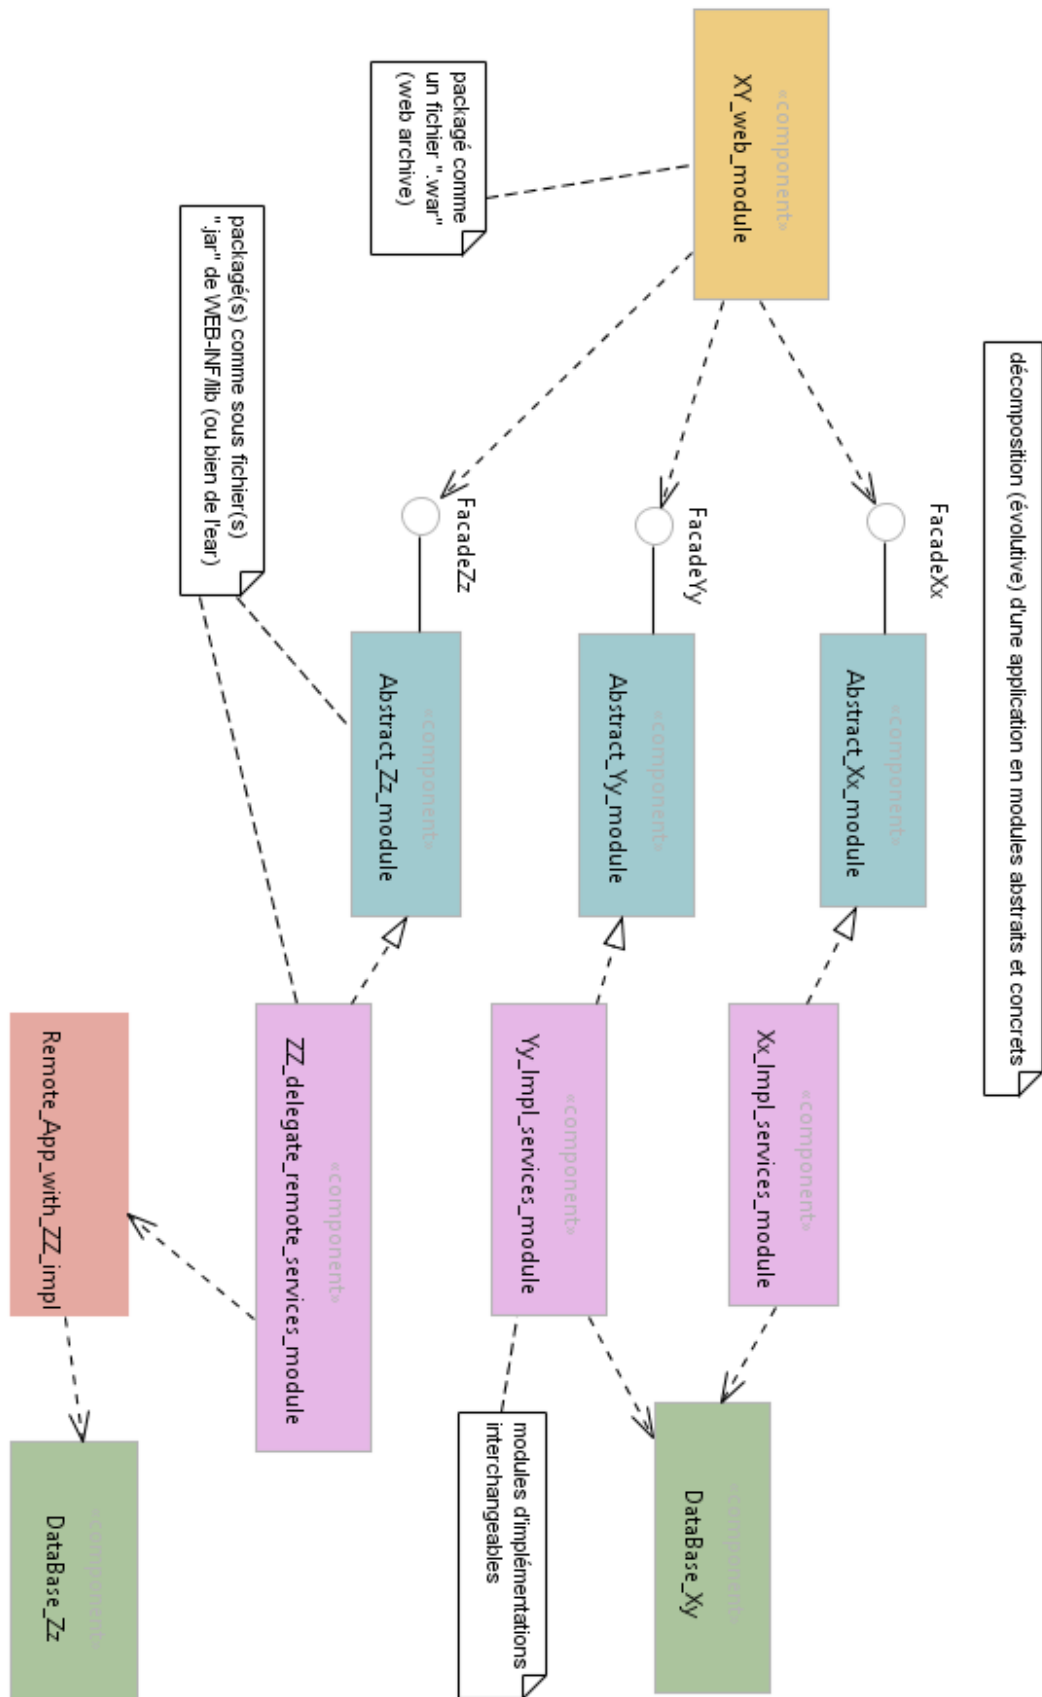 décomposition (évolutive) d'une application en modules abstraits et concrets
«component»
XY_web_module
packagé comme
un fichier ".war"
(web archive)
FacadeXx
FacadeYy
FacadeZz
packagé(s) comme sous fichier(s)
".jar" de WEB-INF/lib (ou bien de l'ear)
«component»
Abstract_Xx_module
«component»
Abstract_Yy_module
«component»
Abstract_Zz_module
«component»
Xx_Impl_services_module
«component»
Yy_Impl_services_module
«component»
ZZ_delegate_remote_services_module
Remote_App_with_ZZ_impl
«component»
DataBase_Xy
modules d'implémentations
interchangeables
«component»
DataBase_Zz